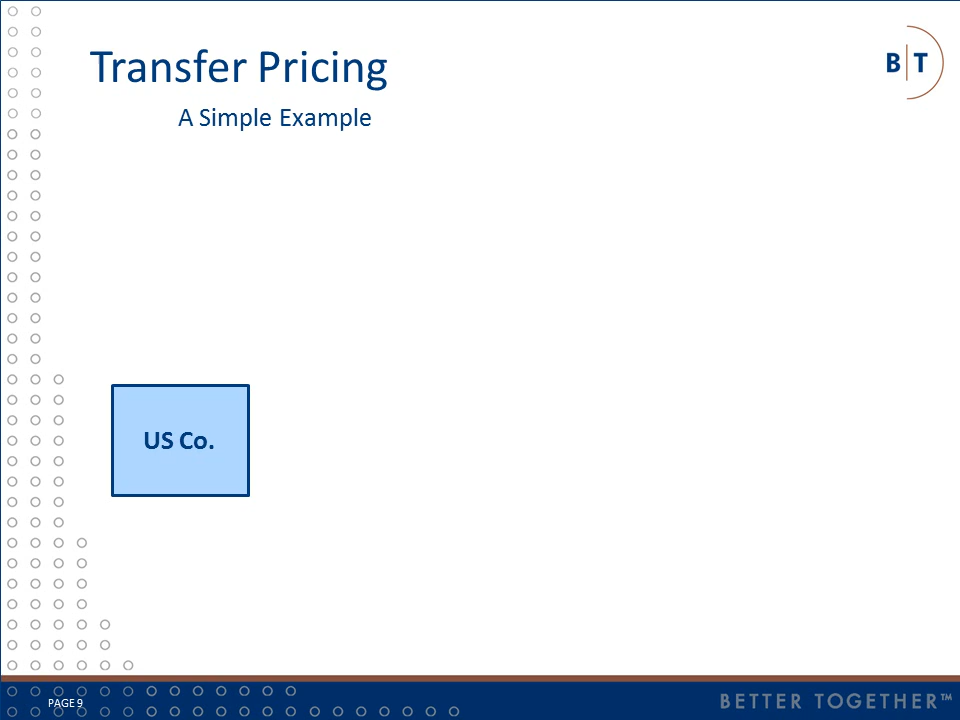 Transfer Pricing
B|T
A Simple Example
US Co.
PAGE 9
BETTER TOGETHER™